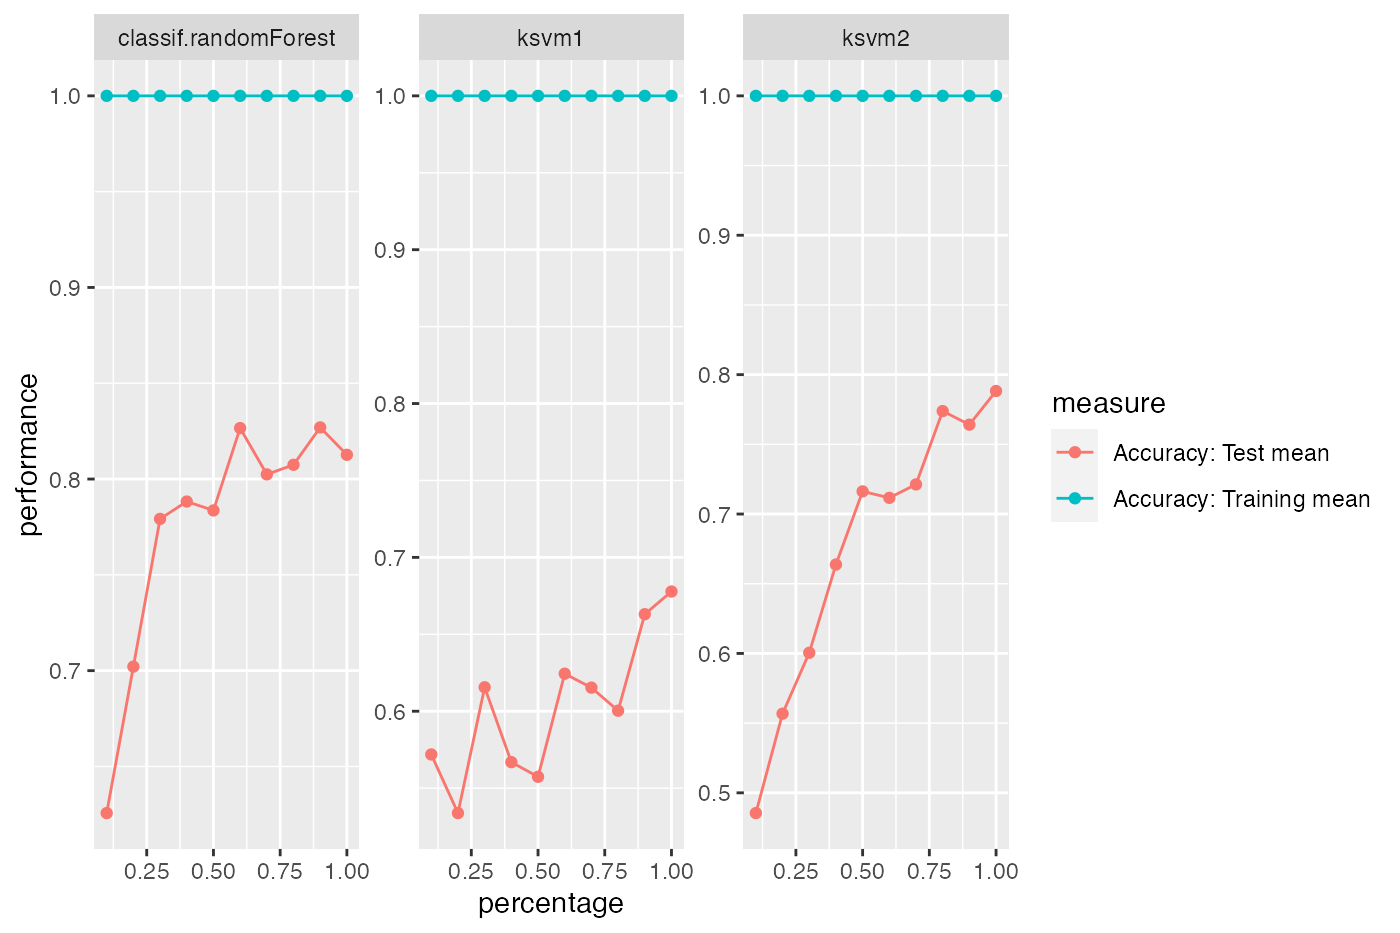 classif.randomForest
ksvm1
ksvm2
performance
1.0
0.9
0.8
0.7
1.0
0.9
0.8
0.7
0.6
1.0
0.9
0.8
0.7
0.6
0.5
0.25 0.50 0.75 1.00
0.25 0.50 0.75 1.00
0.25 0.50 0.75 1.00
percentage
measure
Accuracy: Test mean
Accuracy: Training mean